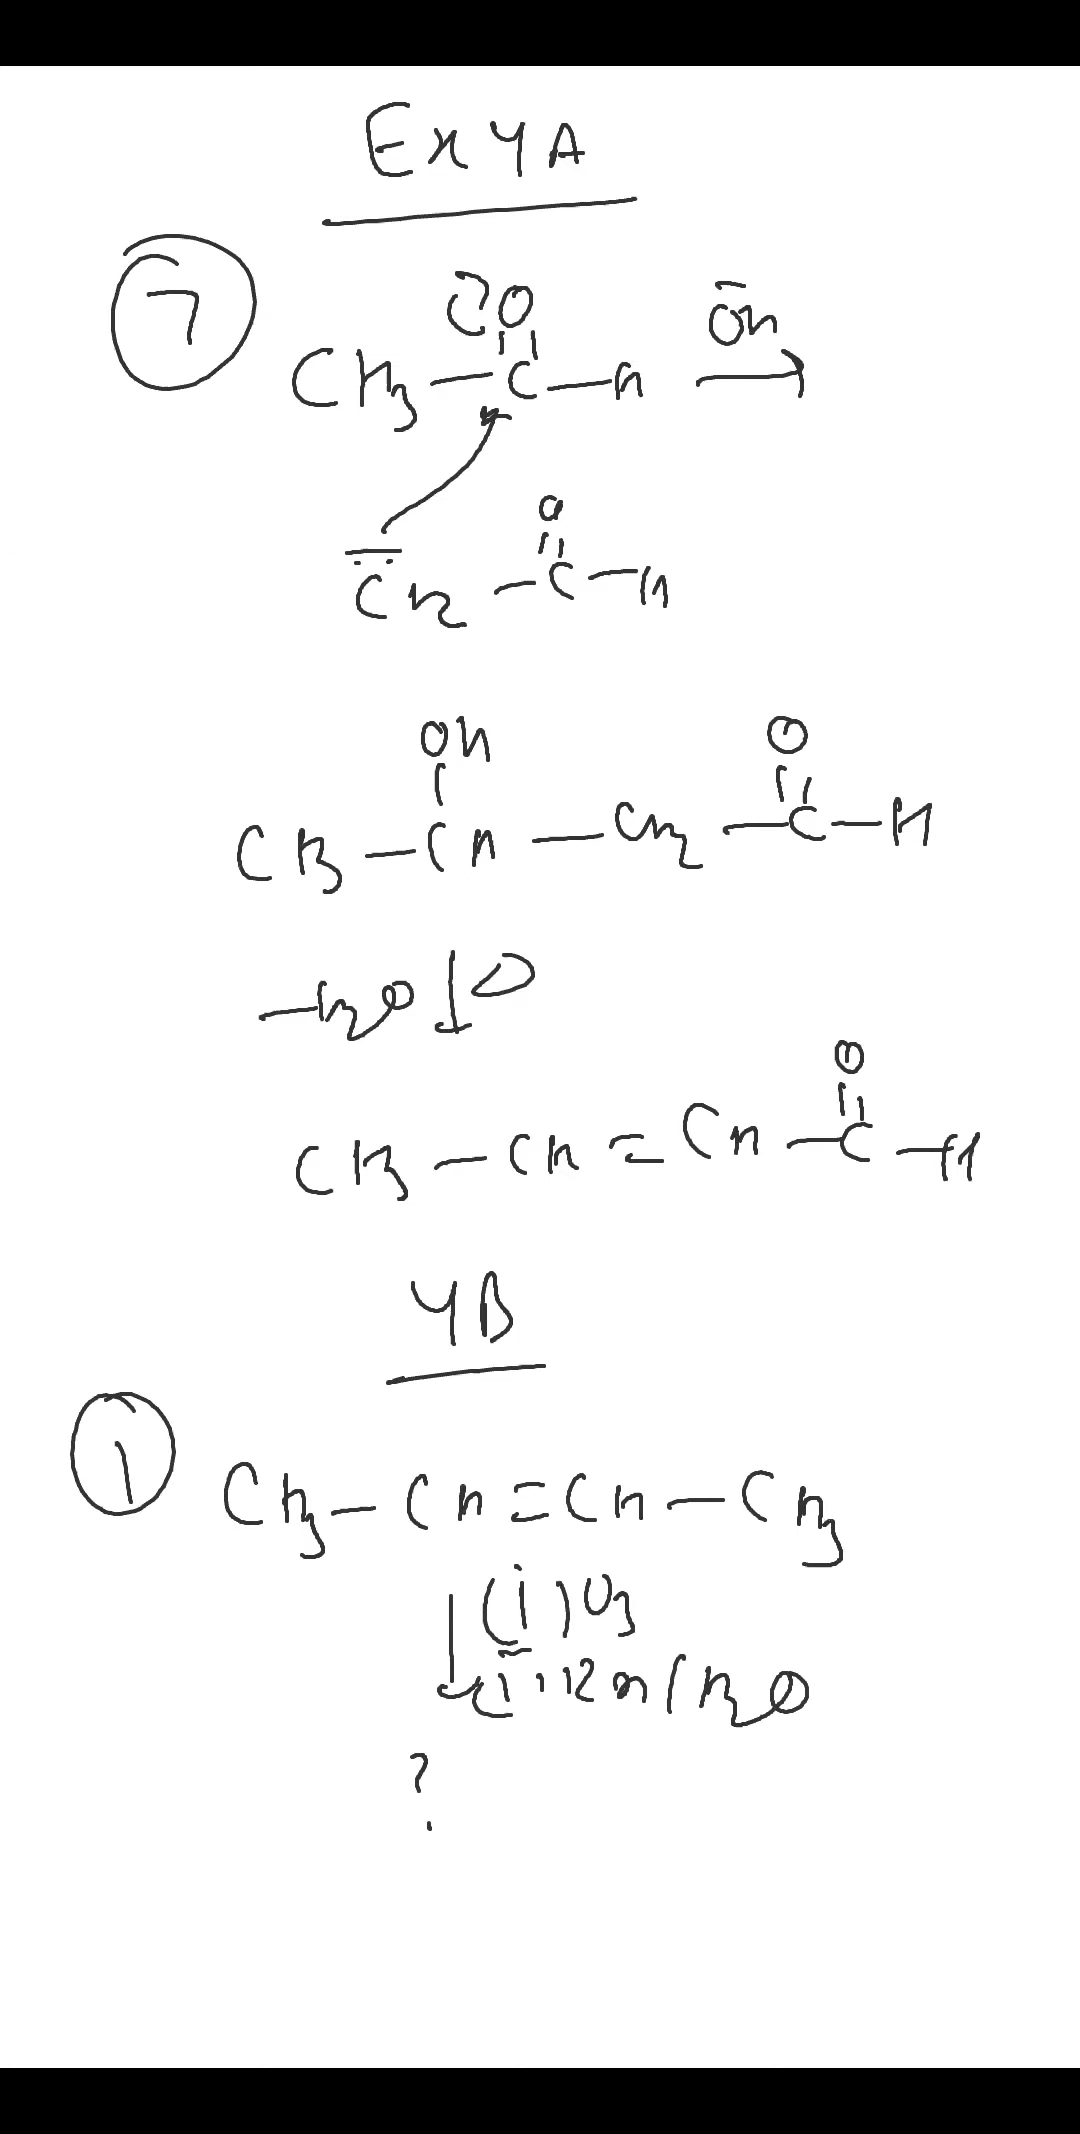 Ex 4A
7
O
CH3 - C - H OH⁻
O
CH2 - C - H
OH O
CH3 - CH - CH2 - C - H
-H2O Δ
O
CH3 - CH = CH - C - H
4B
1
CH3 - CH = CH - CH3
(i) O3
(ii) Zn / H2O
?